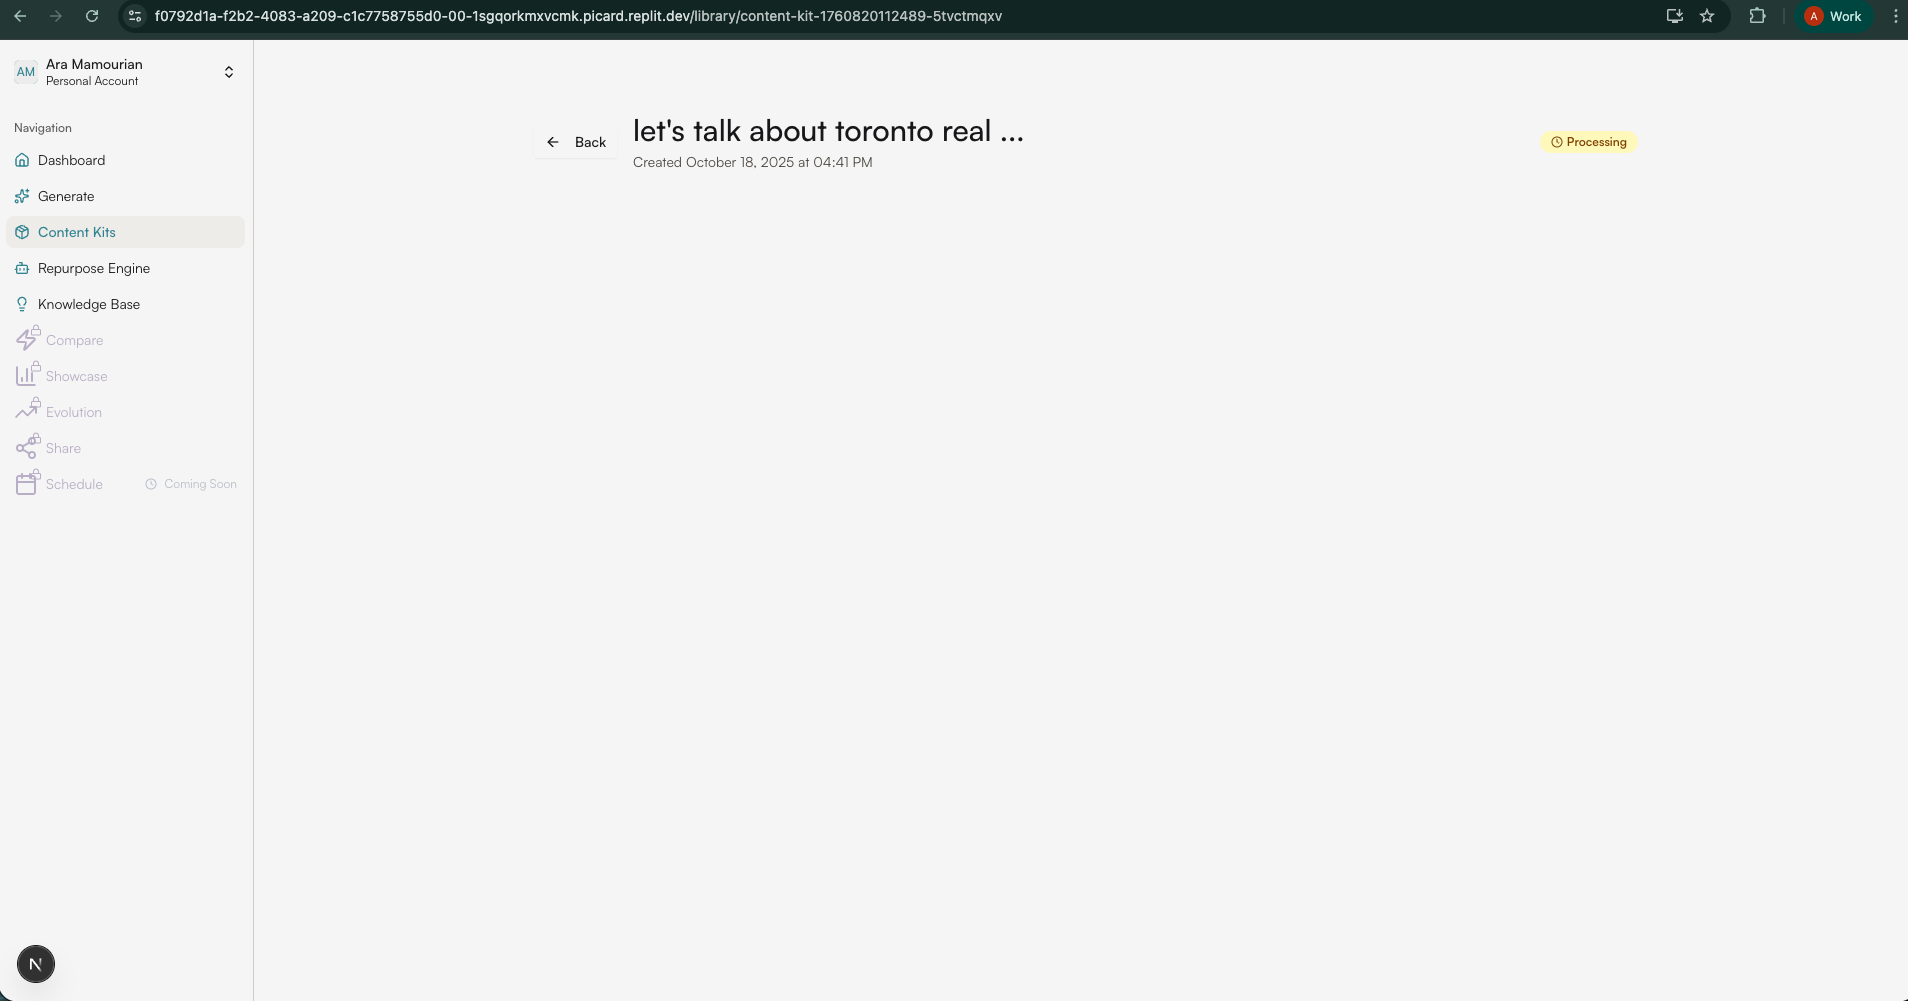 f0792d1a-f2b2-4083-a209-c1c7758755d0-00-1sgqorkmxvcmk.picard.replit.dev/library/content-kit-1760820112489-5tvctmqxv
A
Work
AM
Ara Mamourian
Personal Account
Navigation
Dashboard
Generate
Content Kits
Repurpose Engine
Knowledge Base
Compare
Showcase
Evolution
Share
Schedule
Coming Soon
N
Back
let's talk about toronto real ...
Created October 18, 2025 at 04:41 PM
Processing